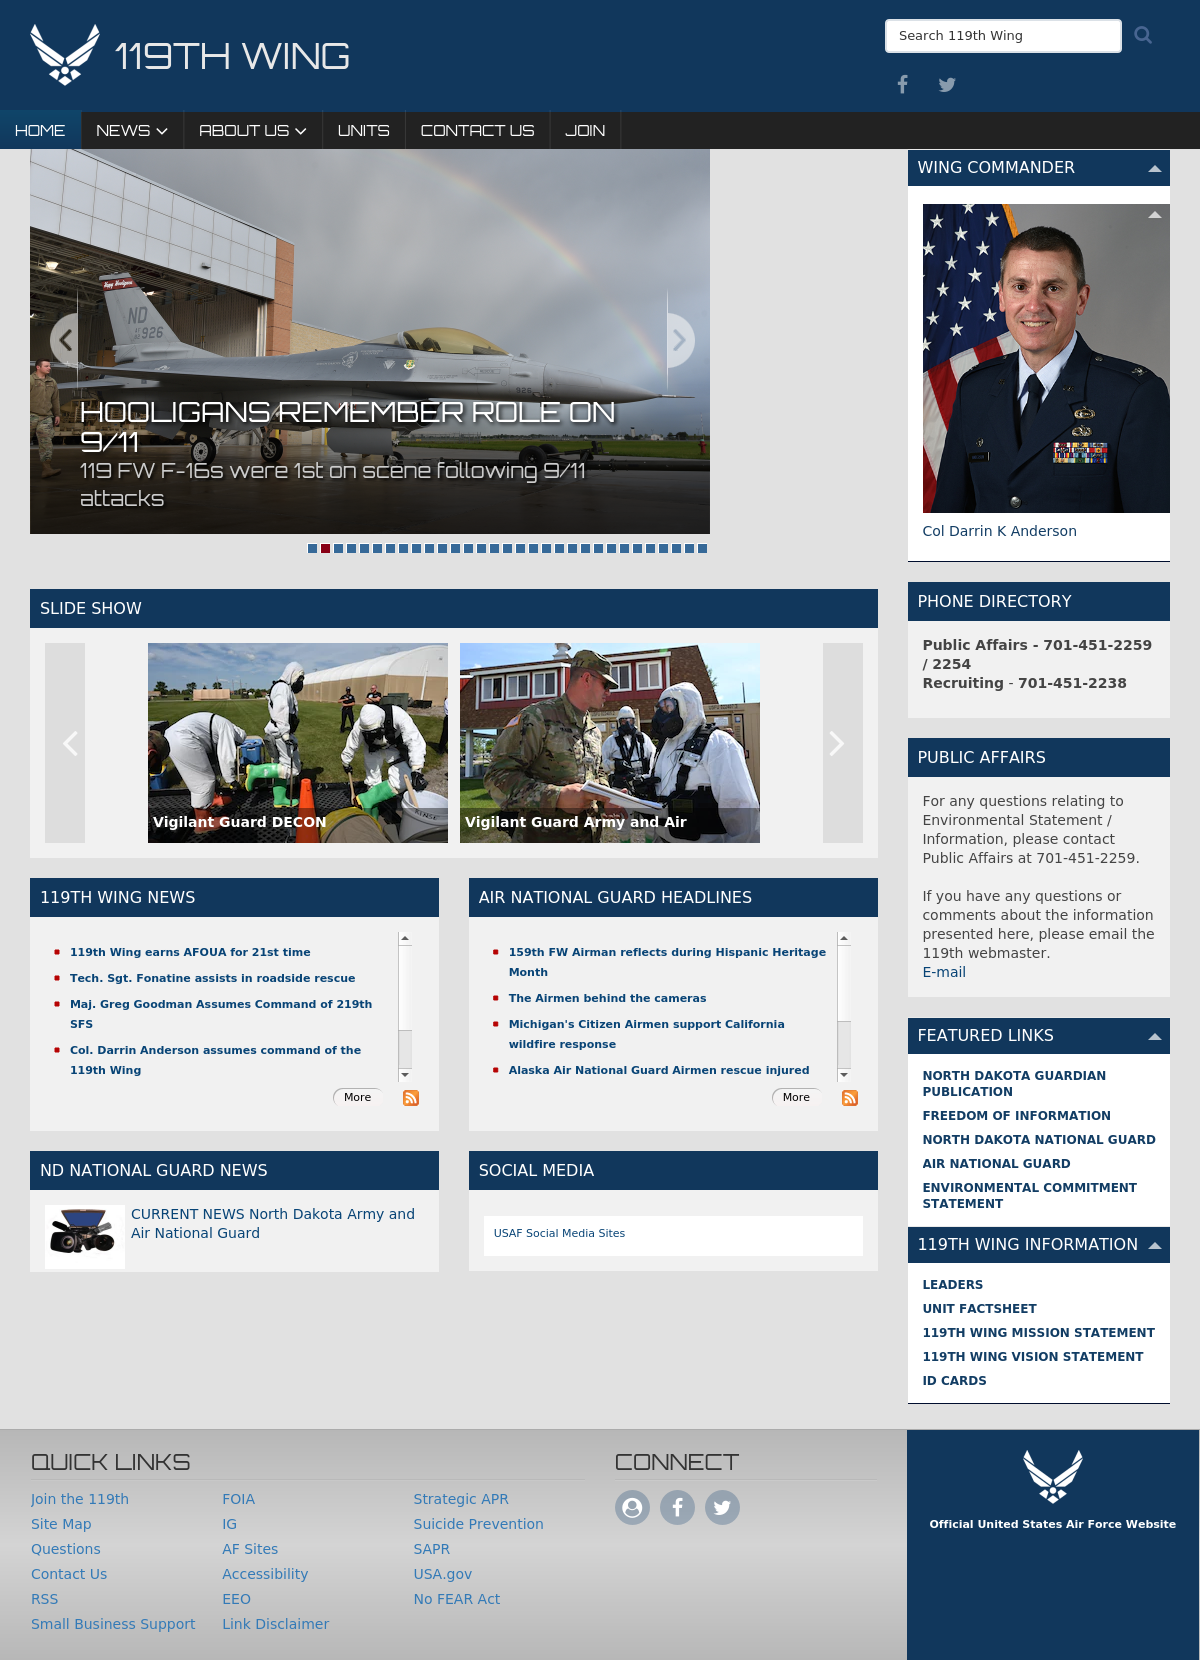 119TH WING
Search 119th Wing
HOME
NEWS
ABOUT US
UNITS
CONTACT US
JOIN
Happy Hooligans
ND
926
926
HOOLIGANS REMEMBER ROLE ON
9/11
119 FW F-16s were 1st on scene following 9/11
attacks
WING COMMANDER
Col Darrin K Anderson
SLIDE SHOW
RINSE
Vigilant Guard DECON
Vigilant Guard Army and Air
PHONE DIRECTORY
Public Affairs - 701-451-2259
/ 2254
Recruiting - 701-451-2238
PUBLIC AFFAIRS
For any questions relating to
Environmental Statement /
Information, please contact
Public Affairs at 701-451-2259.
If you have any questions or
comments about the information
presented here, please email the
119th webmaster.
E-mail
119TH WING NEWS
119th Wing earns AFOUA for 21st time
Tech. Sgt. Fonatine assists in roadside rescue
Maj. Greg Goodman Assumes Command of 219th
SFS
Col. Darrin Anderson assumes command of the
119th Wing
More
AIR NATIONAL GUARD HEADLINES
159th FW Airman reflects during Hispanic Heritage
Month
The Airmen behind the cameras
Michigan's Citizen Airmen support California
wildfire response
Alaska Air National Guard Airmen rescue injured
More
FEATURED LINKS
NORTH DAKOTA GUARDIAN
PUBLICATION
FREEDOM OF INFORMATION
NORTH DAKOTA NATIONAL GUARD
AIR NATIONAL GUARD
ENVIRONMENTAL COMMITMENT
STATEMENT
ND NATIONAL GUARD NEWS
CURRENT NEWS North Dakota Army and
Air National Guard
SOCIAL MEDIA
USAF Social Media Sites
119TH WING INFORMATION
LEADERS
UNIT FACTSHEET
119TH WING MISSION STATEMENT
119TH WING VISION STATEMENT
ID CARDS
QUICK LINKS
Join the 119th
Site Map
Questions
Contact Us
RSS
Small Business Support
FOIA
IG
AF Sites
Accessibility
EEO
Link Disclaimer
Strategic APR
Suicide Prevention
SAPR
USA.gov
No FEAR Act
CONNECT
Official United States Air Force Website